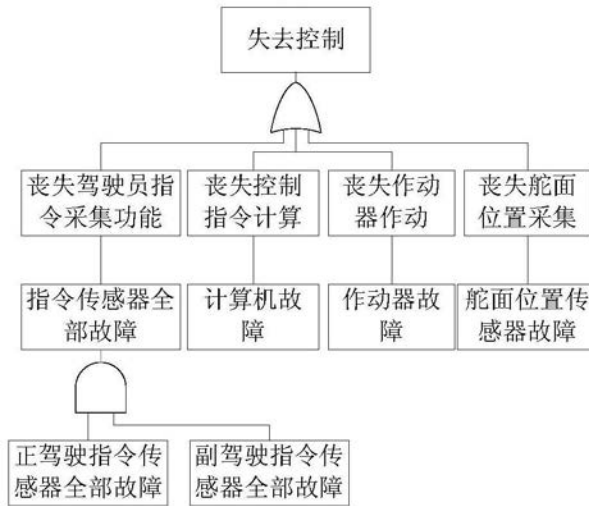 失去控制
丧失驾驶员指
令采集功能
丧失控制
指令计算
丧失作动
器作动
丧失舵面
位置采集
指令传感器全
部故障
计算机故
障
作动器故
障
舵面位置传
感器故障
正驾驶指令传
感器全部故障
副驾驶指令传
感器全部故障